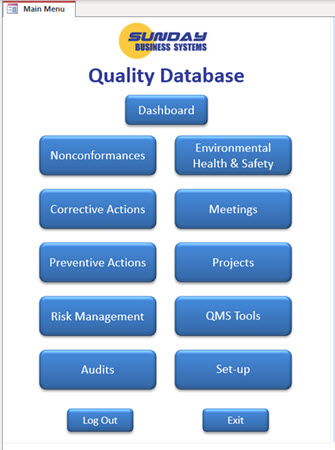 Main Menu
SUNDAY
BUSINESS SYSTEMS
Quality Database
Dashboard
Nonconformances
Environmental
Health & Safety
Corrective Actions
Meetings
Preventive Actions
Projects
Risk Management
QMS Tools
Audits
Set-up
Log Out
Exit